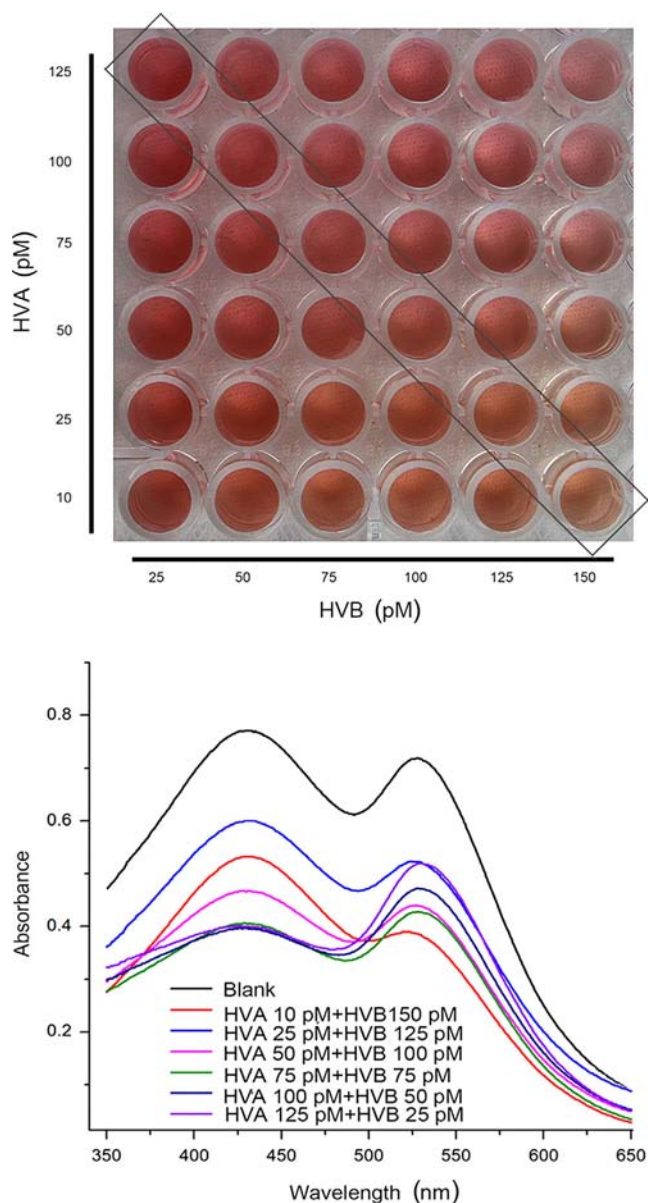 125
100
75
50
25
10
HVA (pM)
25 50 75 100 125 150
HVB (pM)
0.8
0.6
0.4
0.2
Absorbance
Blank
HVA 10 pM+HVB150 pM
HVA 25 pM+HVB 125 pM
HVA 50 pM+HVB 100 pM
HVA 75 pM+HVB 75 pM
HVA 100 pM+HVB 50 pM
HVA 125 pM+HVB 25 pM
350 400 450 500 550 600 650
Wavelength (nm)